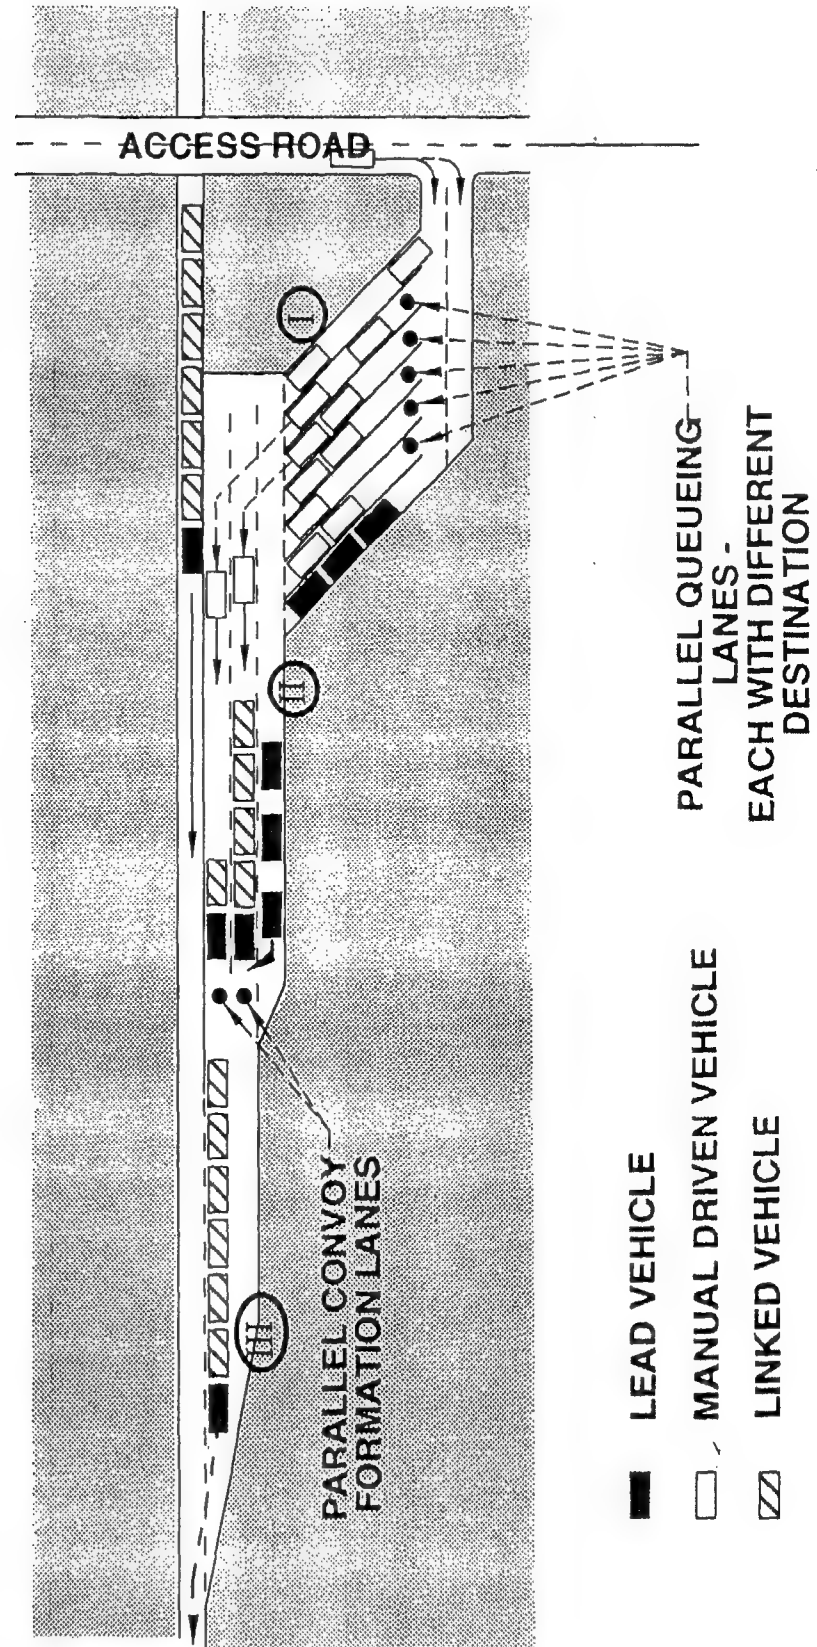 ACCESS ROAD
I
II
III
PARALLEL QUEUEING
LANES -
EACH WITH DIFFERENT
DESTINATION
PARALLEL CONVOY
FORMATION LANES
LEAD VEHICLE
MANUAL DRIVEN VEHICLE
LINKED VEHICLE